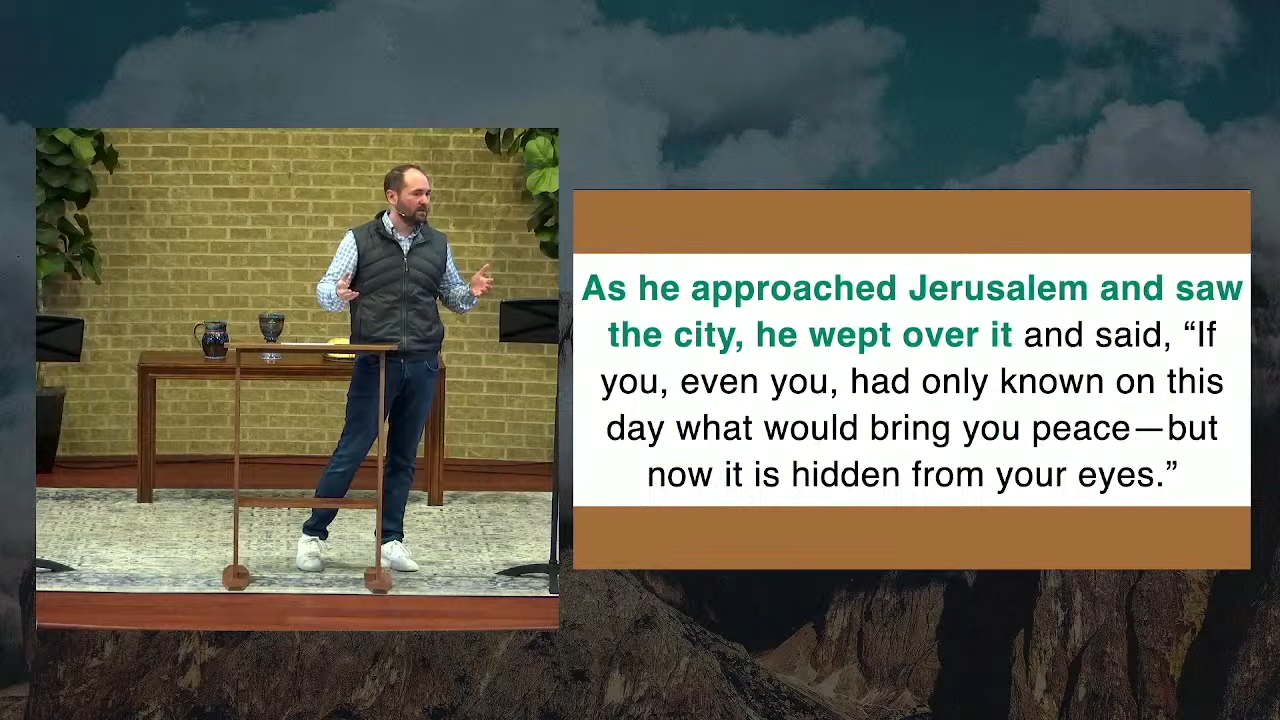 As he approached Jerusalem and saw
the city, he wept over it and said, “If
you, even you, had only known on this
day what would bring you peace—but
now it is hidden from your eyes.”